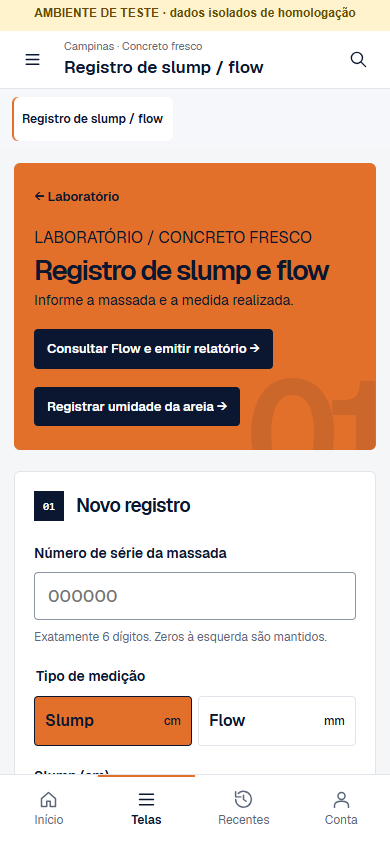 AMBIENTE DE TESTE · dados isolados de homologação
Campinas · Concreto fresco
Registro de slump / flow
Registro de slump / flow
← Laboratório
LABORATÓRIO / CONCRETO FRESCO
Registro de slump e flow
Informe a massada e a medida realizada.
Consultar Flow e emitir relatório →
Registrar umidade da areia →
01
01 Novo registro
Número de série da massada
000000
Exatamente 6 dígitos. Zeros à esquerda são mantidos.
Tipo de medição
Slump cm Flow mm
Slump (cm)
Início Telas Recentes Conta